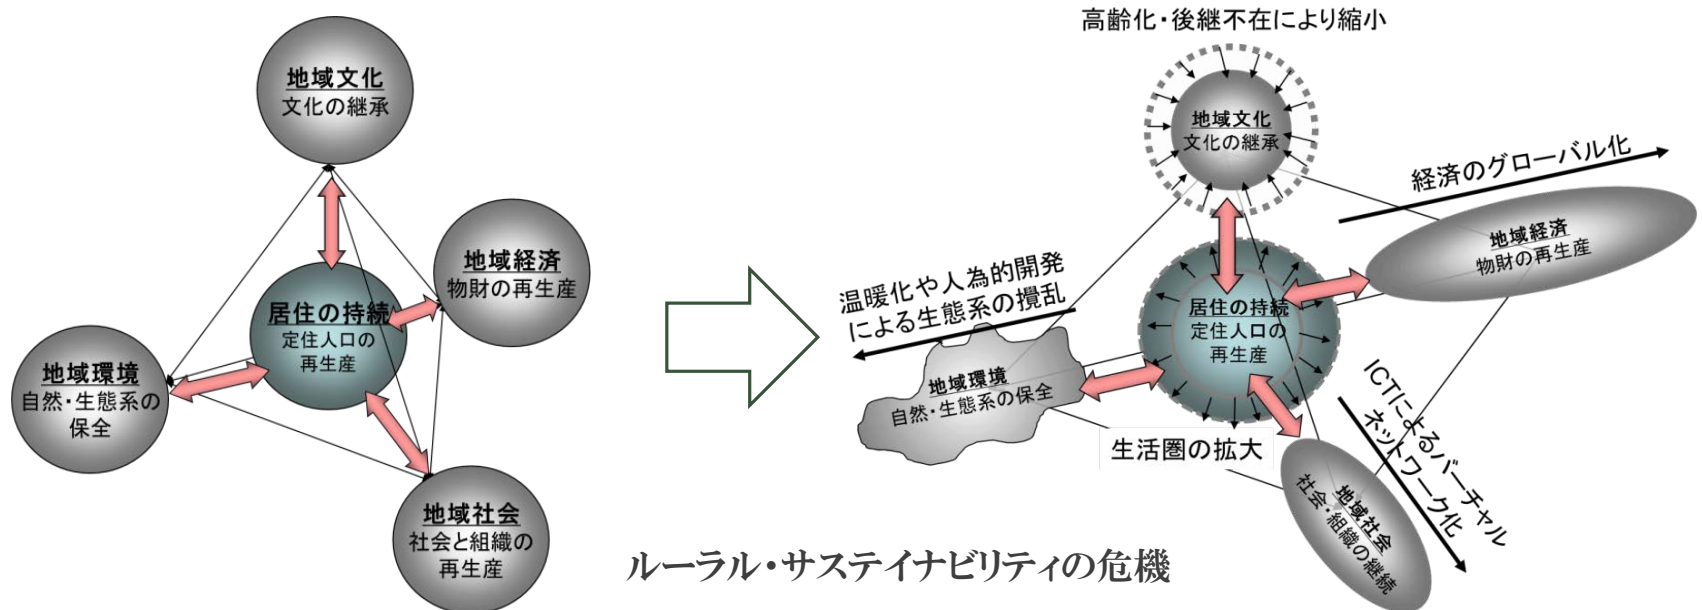 地域文化
文化の継承
地域経済
物財の再生産
居住の持続
定住人口の
再生産
地域環境
自然・生態系の
保全
地域社会
社会と組織の
再生産
高齢化・後継不在により縮小
地域文化
文化の継承
経済のグローバル化
地域経済
物財の再生産
温暖化や人為的開発
による生態系の攪乱
居住の持続
定住人口の
再生産
地域環境
自然・生態系の保全
生活圏の拡大
ICTによるバーチャル
ネットワーク化
地域社会
社会・組織の継続
ルーラル・サステイナビリティの危機